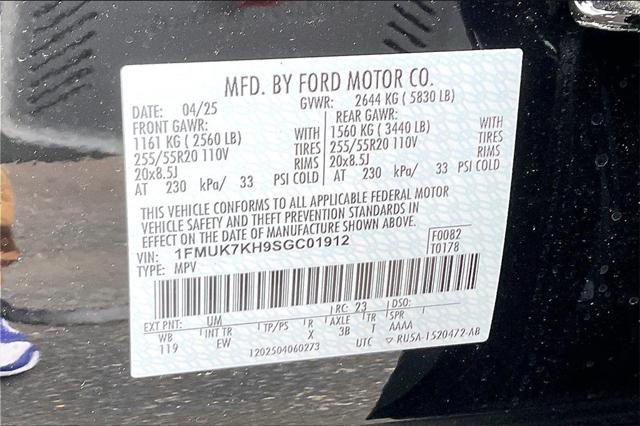 MFD. BY FORD MOTOR CO.
DATE: 04/25 GVWR: 2644 KG ( 5830 LB)
FRONT GAWR: REAR GAWR:
1161 KG ( 2560 LB) WITH 1560 KG ( 3440 LB) WITH
255/55R20 110V TIRES 255/55R20 110V TIRES
20x8.5J RIMS 20x8.5J RIMS
AT 230 kPa/ 33 PSI COLD AT 230 kPa/ 33 PSI COLD
THIS VEHICLE CONFORMS TO ALL APPLICABLE FEDERAL MOTOR
VEHICLE SAFETY AND THEFT PREVENTION STANDARDS IN
EFFECT ON THE DATE OF MANUFACTURE SHOWN ABOVE.
VIN: 1FMUK7KH9SGC01912 F0082
TYPE: MPV T0178
EXT PNT: UM RC: 23 DSO:
WB INT TR TP/PS R AXLE TR SPR
119 EW X 3B T AAAA
1202504060273 UTC ▽ RU5A-1520472-AB